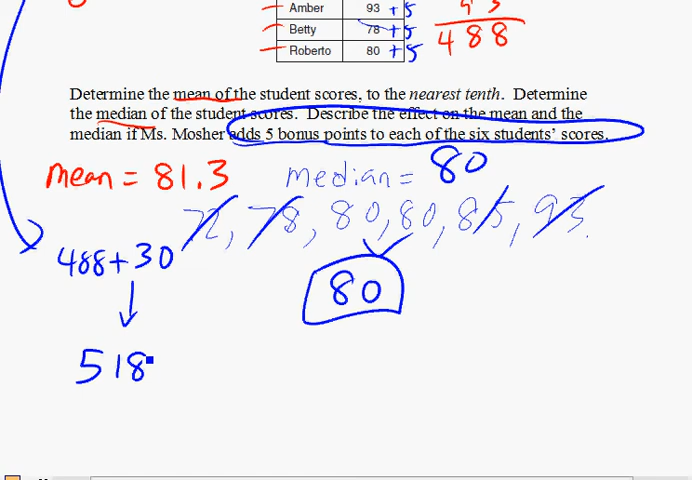 Amber 93 +5 93
Betty 78 +5 488
Roberto 80 +5
Determine the mean of the student scores, to the nearest tenth. Determine
the median of the student scores. Describe the effect on the mean and the
median if Ms. Mosher adds 5 bonus points to each of the six students' scores.
mean = 81.3 median = 80
72, 78, 80, 80, 85, 93
488+30
80
518